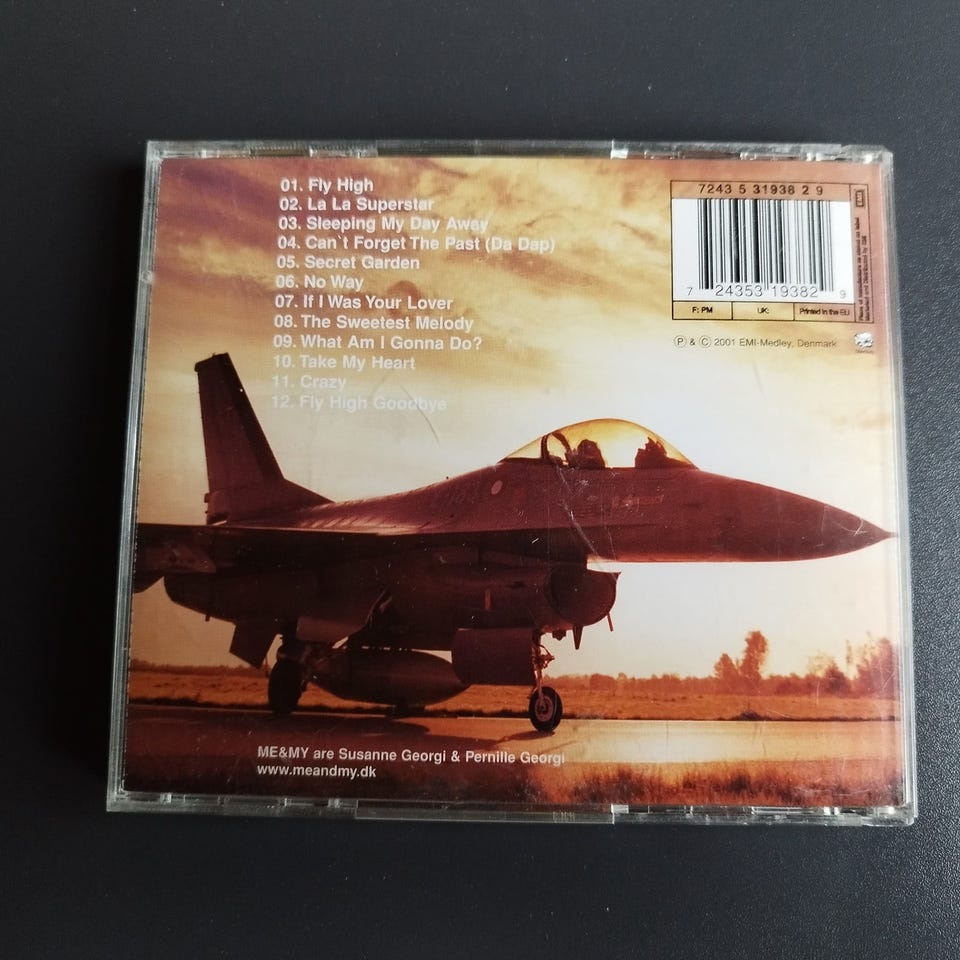 01. Fly High
02. La La Superstar
03. Sleeping My Day Away
04. Can`t Forget The Past (Da Dap)
05. Secret Garden
06. No Way
07. If I Was Your Lover
08. The Sweetest Melody
09. What Am I Gonna Do?
10. Take My Heart
11. Crazy
12. Fly High Goodbye
7243 5 31938 2 9
7 24353 19382 9
F: PM
UK:
Printed in the EU
EMI
Ⓟ & Ⓒ 2001 EMI-Medley, Denmark
ME&MY are Susanne Georgi & Pernille Georgi
www.meandmy.dk